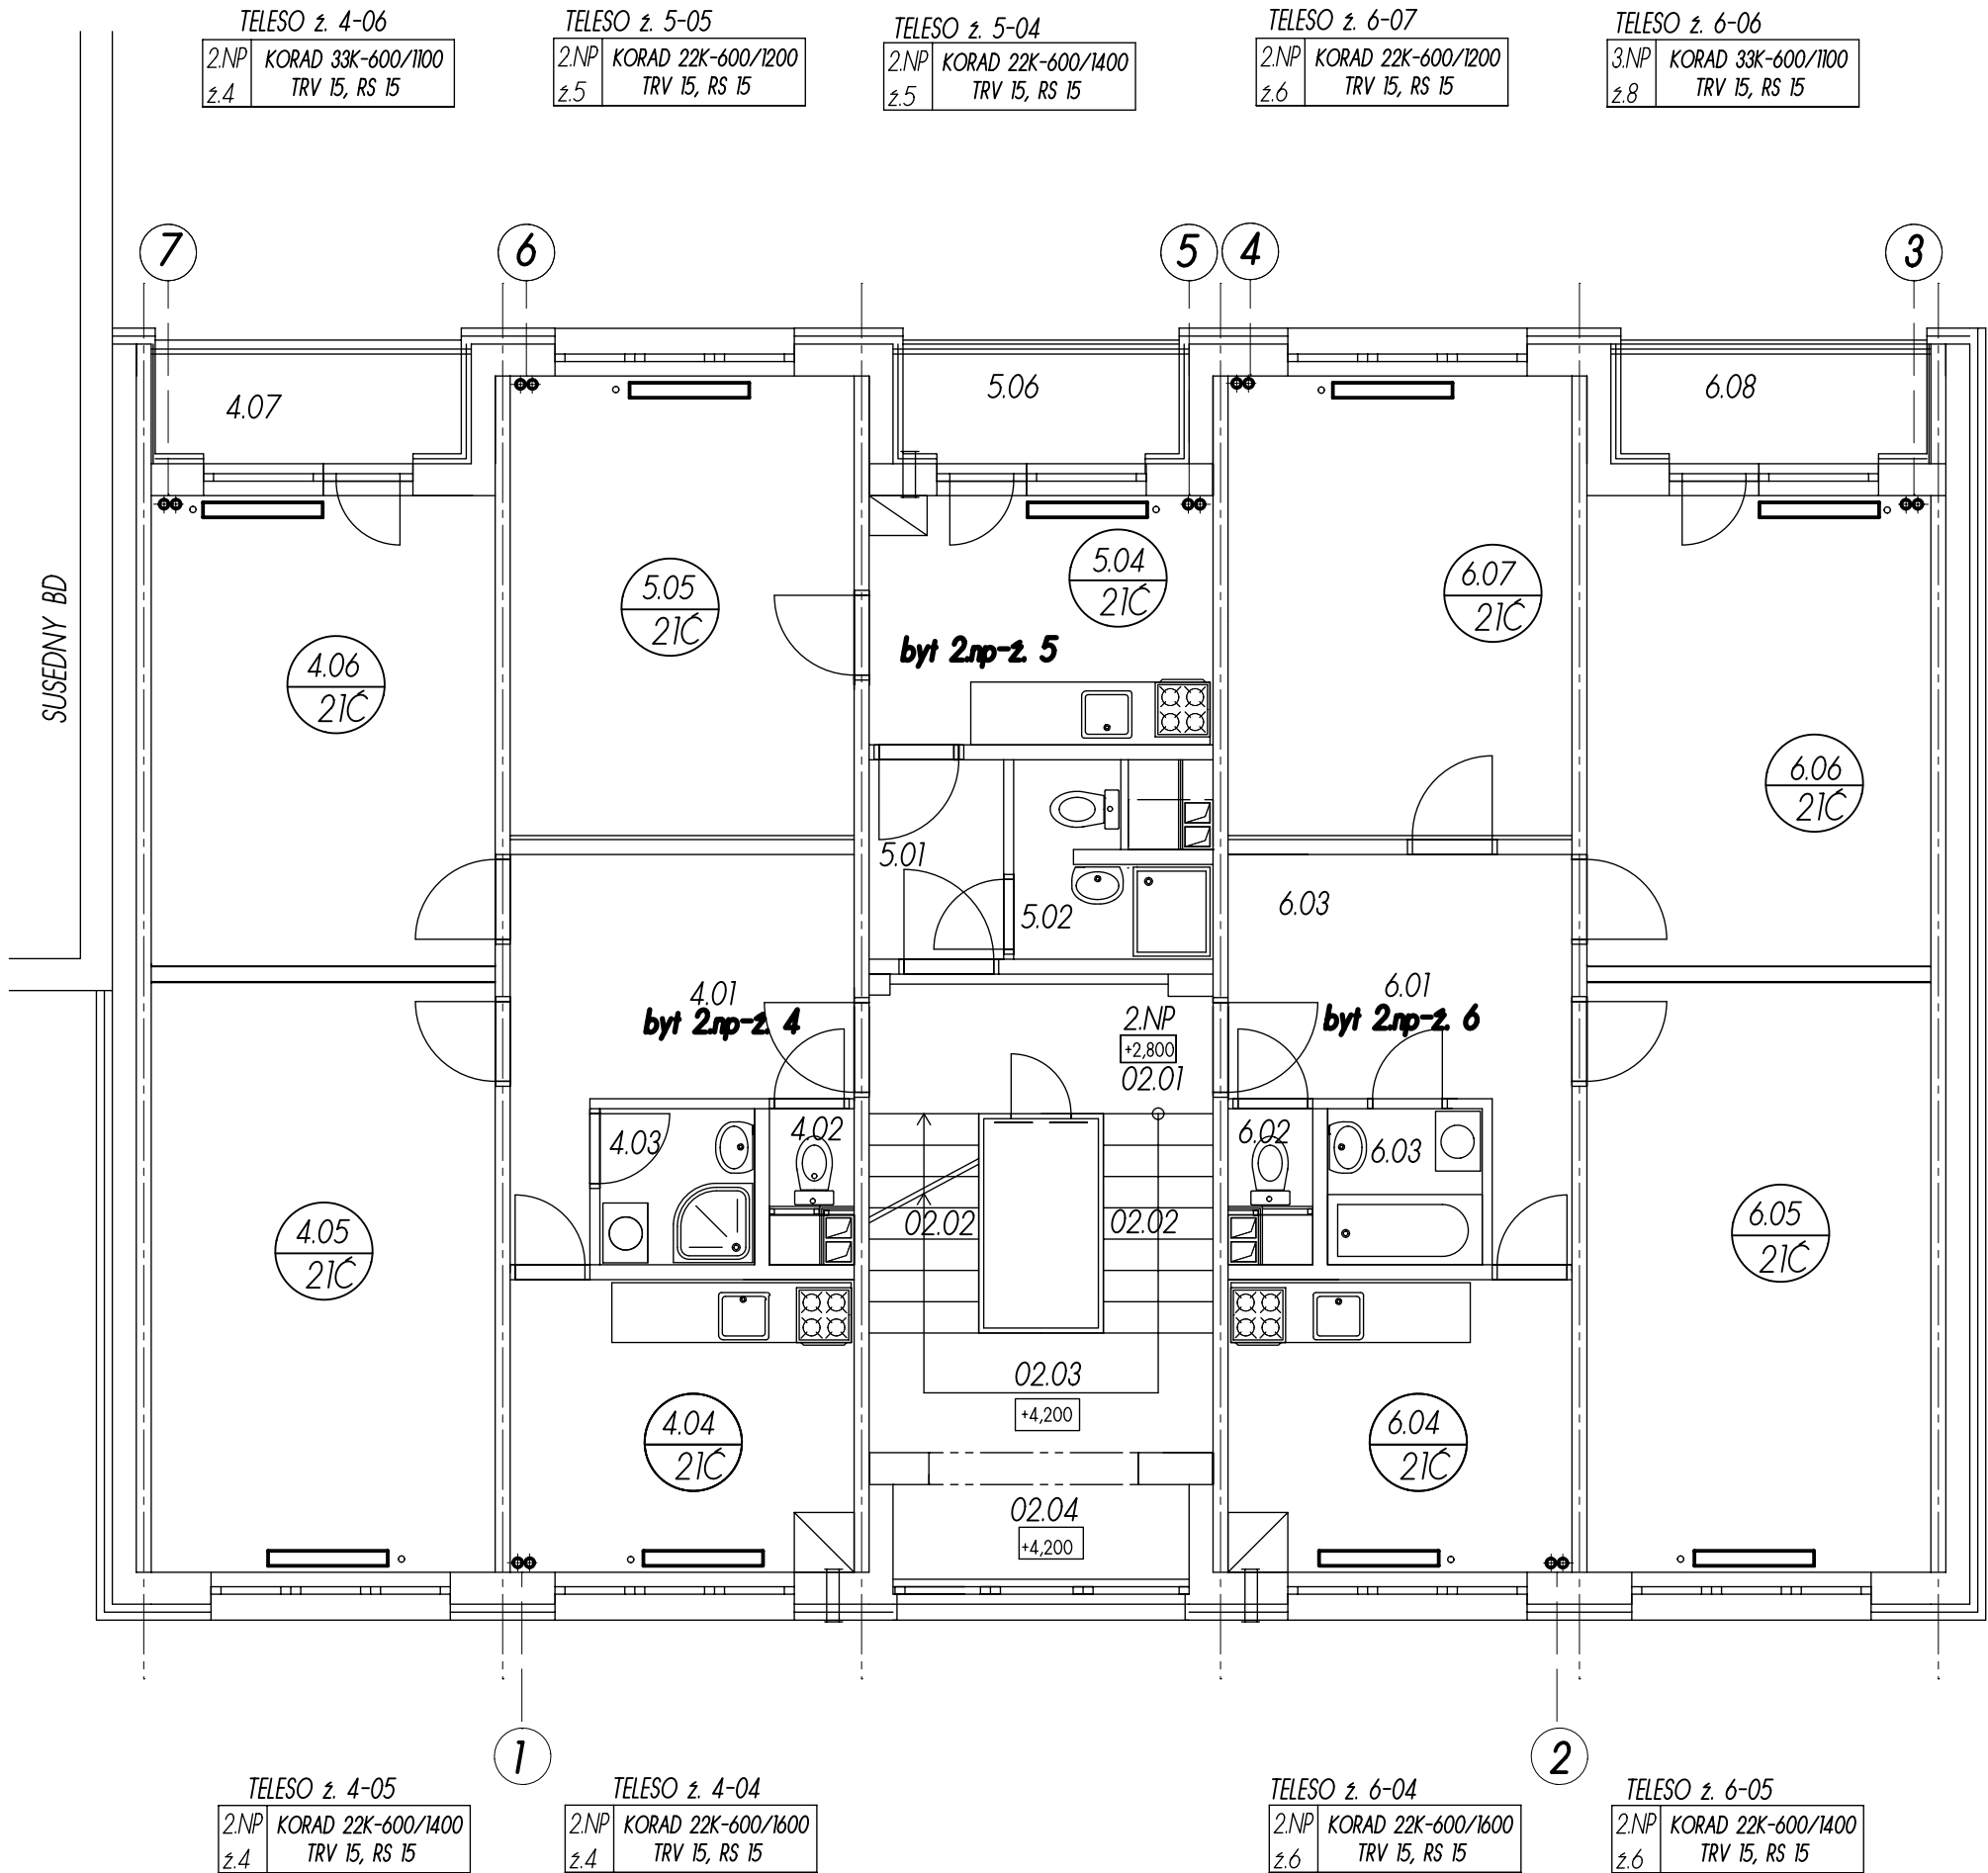 TELESO ž. 4-06
2.NP KORAD 33K-600/1100
ž.4 TRV 15, RS 15
TELESO ž. 5-05
2.NP KORAD 22K-600/1200
ž.5 TRV 15, RS 15
TELESO ž. 5-04
2.NP KORAD 22K-600/1400
ž.5 TRV 15, RS 15
TELESO ž. 6-07
2.NP KORAD 22K-600/1200
ž.6 TRV 15, RS 15
TELESO ž. 6-06
3.NP KORAD 33K-600/1100
ž.8 TRV 15, RS 15
7
6
5
4
3
4.07
5.06
6.08
SUSEDNY BD
5.04
21Č
6.07
21Č
5.05
21Č
4.06
21Č
byt 2.np-ž. 5
6.06
21Č
5.01
5.02
6.03
4.01
byt 2.np-ž. 4
6.01
byt 2.np-ž. 6
2.NP
+2,800
02.01
4.03
4.02
6.02
6.03
02.02
02.02
4.05
21Č
6.05
21Č
02.03
+4,200
4.04
21Č
6.04
21Č
02.04
+4,200
1
2
TELESO ž. 4-05
2.NP KORAD 22K-600/1400
ž.4 TRV 15, RS 15
TELESO ž. 4-04
2.NP KORAD 22K-600/1600
ž.4 TRV 15, RS 15
TELESO ž. 6-04
2.NP KORAD 22K-600/1600
ž.6 TRV 15, RS 15
TELESO ž. 6-05
2.NP KORAD 22K-600/1400
ž.6 TRV 15, RS 15